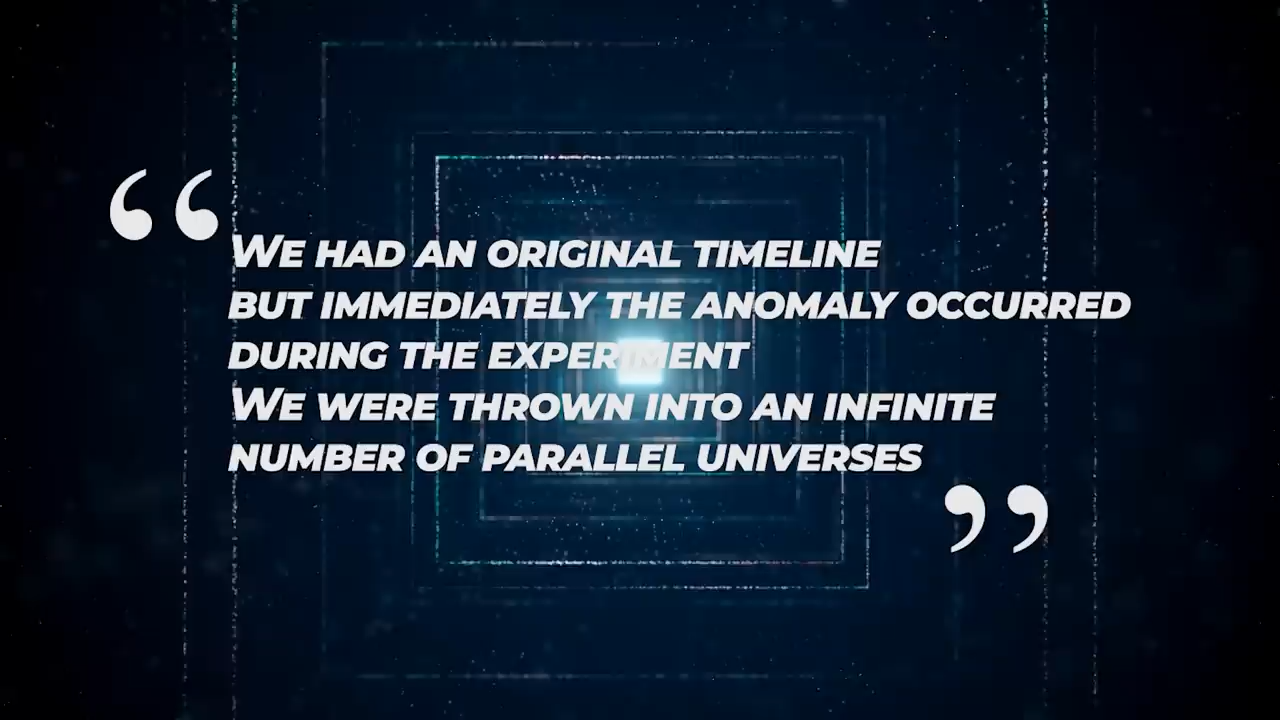 “
WE HAD AN ORIGINAL TIMELINE
BUT IMMEDIATELY THE ANOMALY OCCURRED
DURING THE EXPERIMENT
WE WERE THROWN INTO AN INFINITE
NUMBER OF PARALLEL UNIVERSES
”